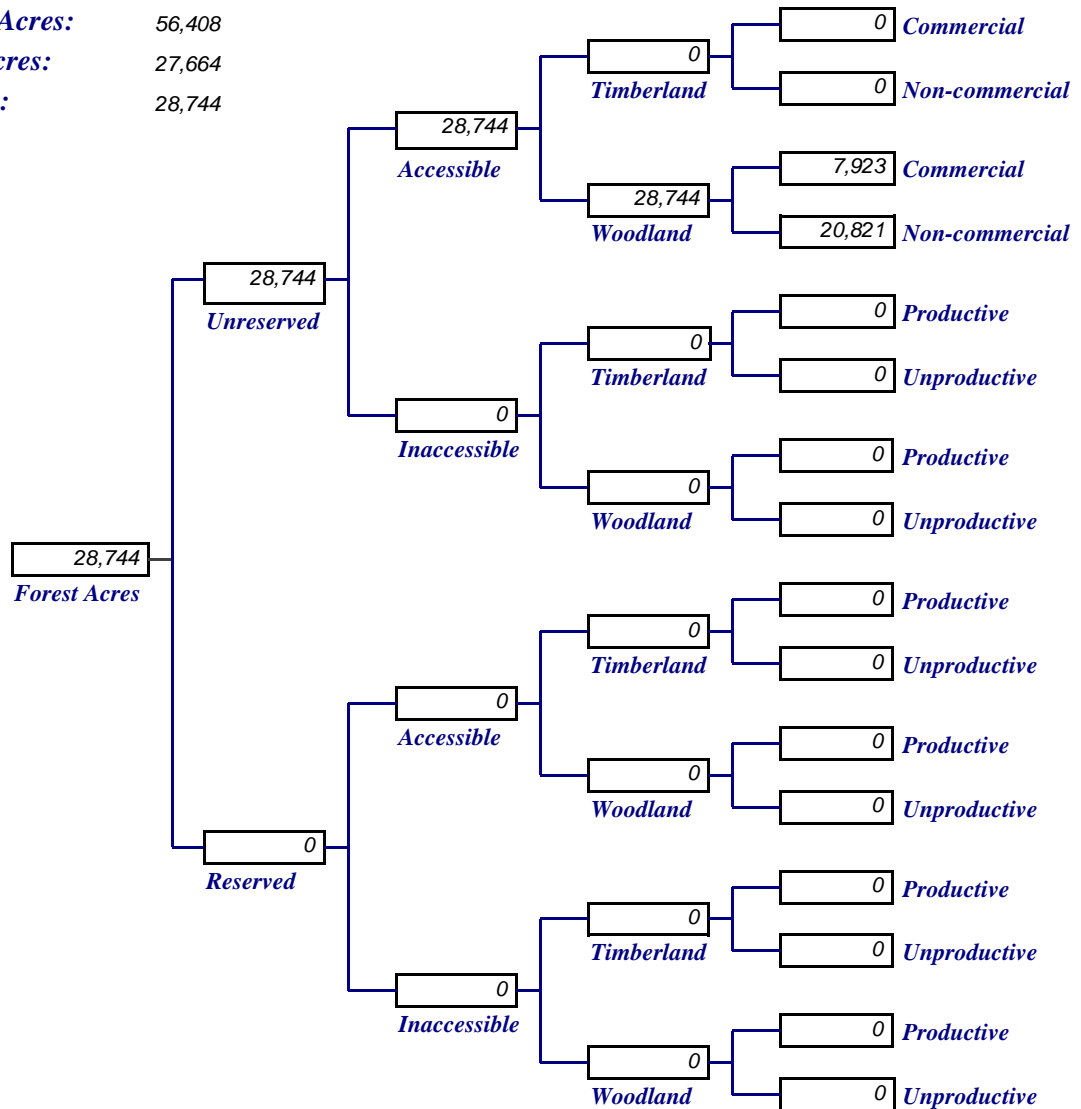 Acres: 56,408
cres: 27,664
: 28,744
0 Commercial
0
Timberland
0 Non-commercial
28,744
Accessible
7,923 Commercial
28,744
Woodland
20,821 Non-commercial
28,744
Unreserved
0 Productive
0
Timberland
0 Unproductive
0
Inaccessible
0 Productive
0
Woodland
0 Unproductive
28,744
Forest Acres
0 Productive
0
Timberland
0 Unproductive
0
Accessible
0 Productive
0
Woodland
0 Unproductive
0
Reserved
0 Productive
0
Timberland
0 Unproductive
0
Inaccessible
0 Productive
0
Woodland
0 Unproductive